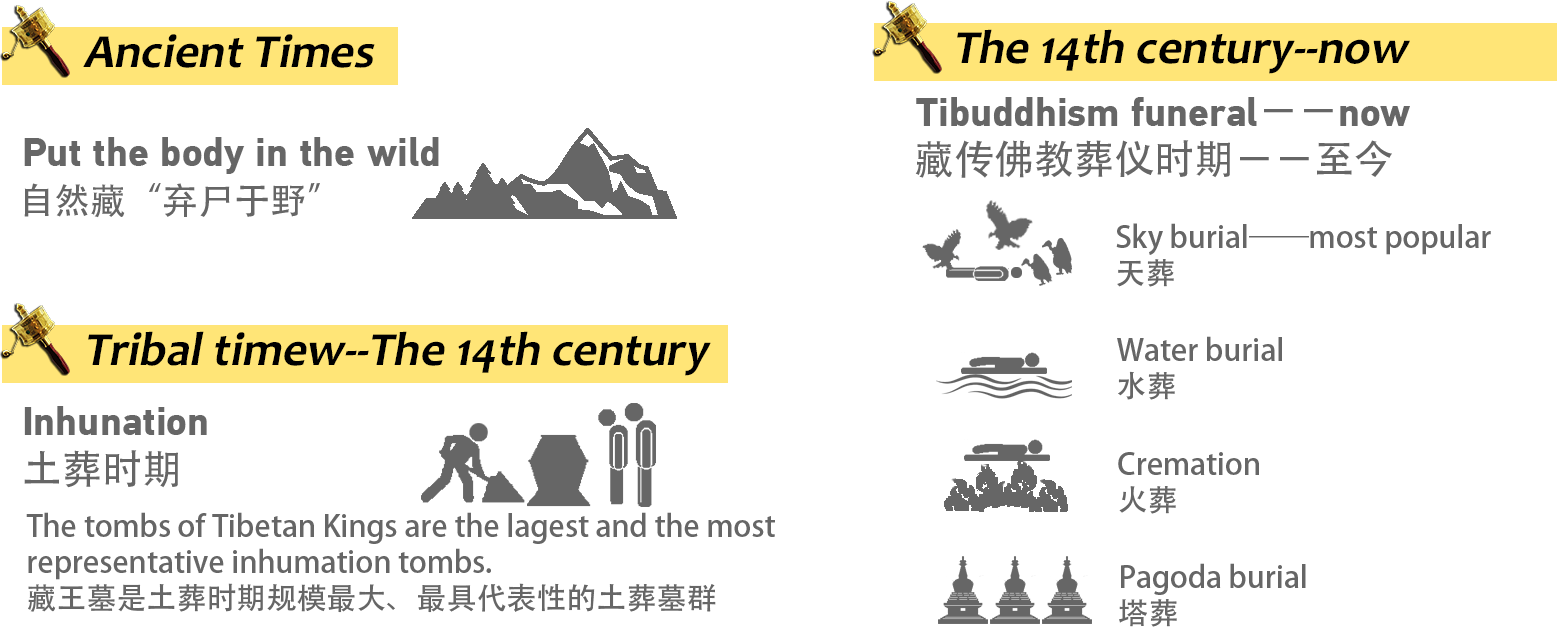 Ancient Times
Put the body in the wild
自然藏“弃尸于野”
Tribal timew--The 14th century
Inhunation
土葬时期
The tombs of Tibetan Kings are the lagest and the most
representative inhumation tombs.
藏王墓是土葬时期规模最大、最具代表性的土葬墓群
The 14th century--now
Tibuddhism funeral－－now
藏传佛教葬仪时期－－至今
Sky burial——most popular
天葬
Water burial
水葬
Cremation
火葬
Pagoda burial
塔葬